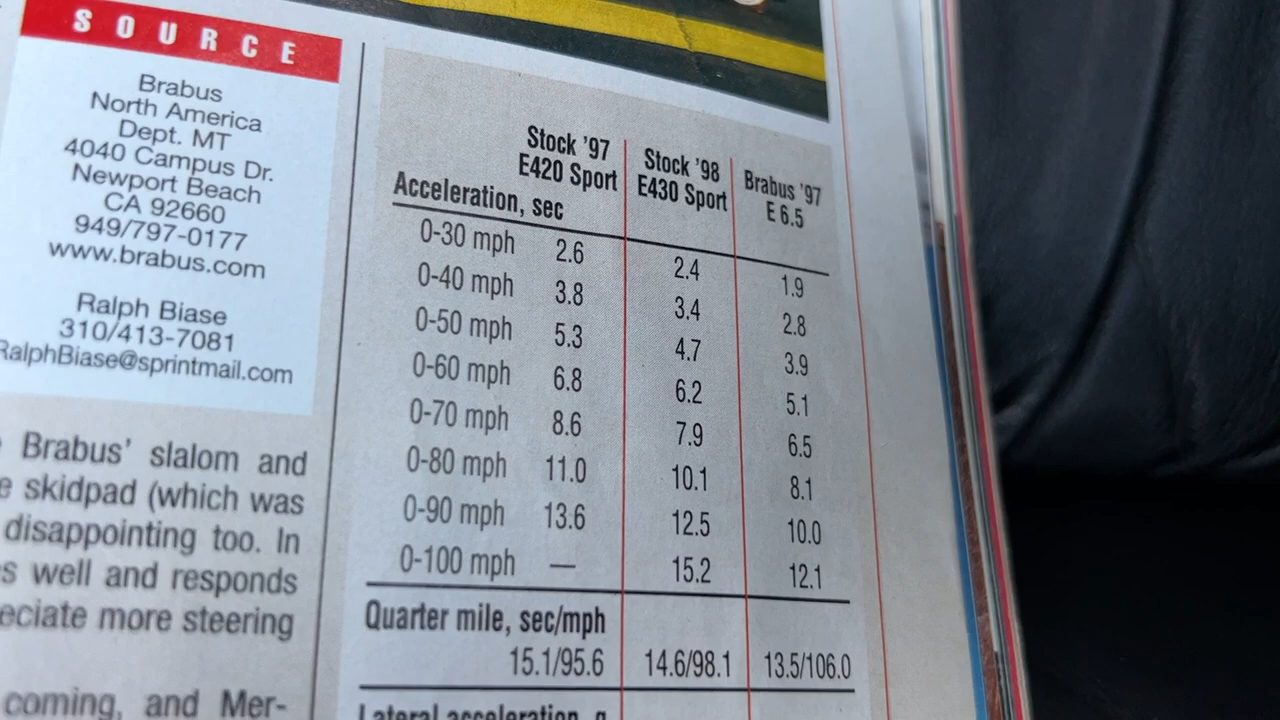 SOURCE
Brabus
North America
Dept. MT
4040 Campus Dr.
Newport Beach
CA 92660
949/797-0177
www.brabus.com
Ralph Biase
310/413-7081
RalphBiase@sprintmail.com
Brabus' slalom and
skidpad (which was
disappointing too. In
well and responds
more steering
coming, and Mer-
Stock '97 E420 Sport Stock '98 E430 Sport Brabus '97 E 6.5
Acceleration, sec
0-30 mph 2.6 2.4 1.9
0-40 mph 3.8 3.4 2.8
0-50 mph 5.3 4.7 3.9
0-60 mph 6.8 6.2 5.1
0-70 mph 8.6 7.9 6.5
0-80 mph 11.0 10.1 8.1
0-90 mph 13.6 12.5 10.0
0-100 mph — 15.2 12.1
Quarter mile, sec/mph
15.1/95.6 14.6/98.1 13.5/106.0
Lateral acceleration, g